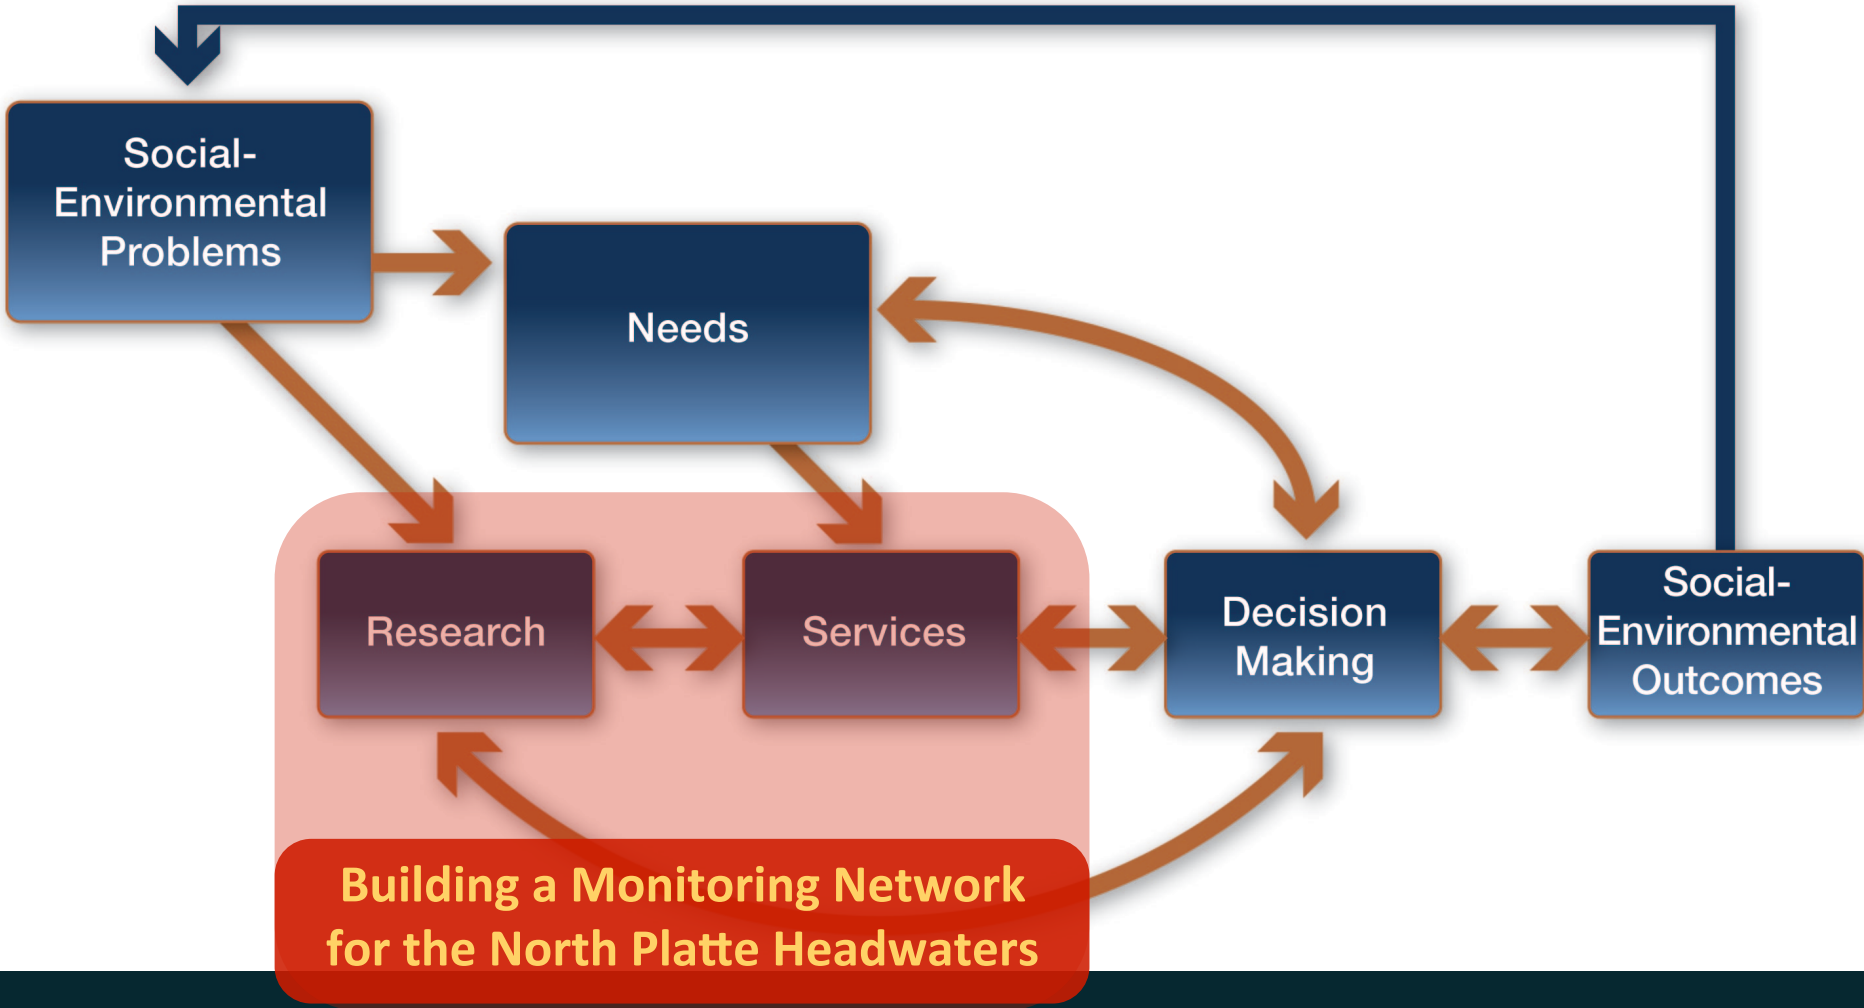 Social-
Environmental
Problems
Needs
Research
Services
Decision
Making
Social-
Environmental
Outcomes
Building a Monitoring Network
for the North Platte Headwaters